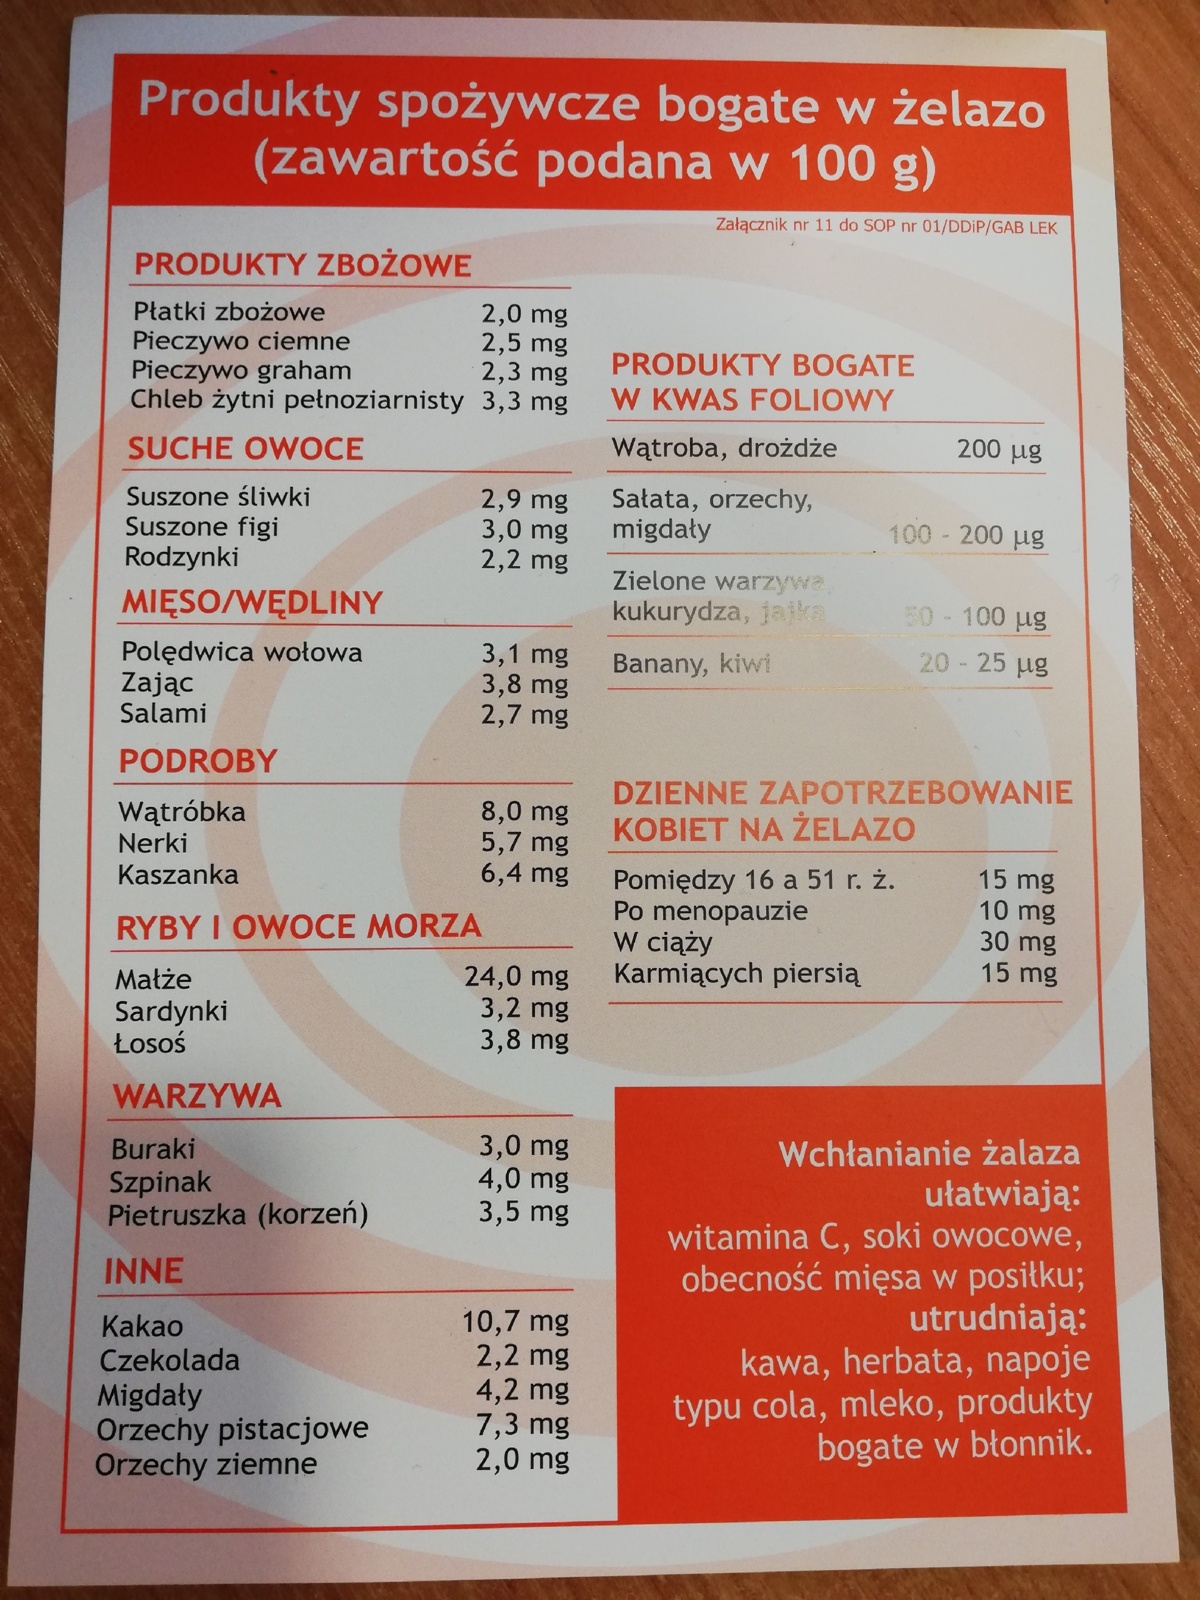 Produkty spożywcze bogate w żelazo
(zawartość podana w 100 g)
Załącznik nr 11 do SOP nr 01/DDiP/GAB LEK
PRODUKTY ZBOŻOWE
Płatki zbożowe 2,0 mg
Pieczywo ciemne 2,5 mg
Pieczywo graham 2,3 mg
Chleb żytni pełnoziarnisty 3,3 mg
SUCHE OWOCE
Suszone śliwki 2,9 mg
Suszone figi 3,0 mg
Rodzynki 2,2 mg
MIĘSO/WĘDLINY
Polędwica wołowa 3,1 mg
Zając 3,8 mg
Salami 2,7 mg
PODROBY
Wątróbka 8,0 mg
Nerki 5,7 mg
Kaszanka 6,4 mg
RYBY I OWOCE MORZA
Małże 24,0 mg
Sardynki 3,2 mg
Łosoś 3,8 mg
WARZYWA
Buraki 3,0 mg
Szpinak 4,0 mg
Pietruszka (korzeń) 3,5 mg
INNE
Kakao 10,7 mg
Czekolada 2,2 mg
Migdały 4,2 mg
Orzechy pistacjowe 7,3 mg
Orzechy ziemne 2,0 mg
PRODUKTY BOGATE
W KWAS FOLIOWY
Wątroba, drożdże 200 µg
Sałata, orzechy,
migdały 100 - 200 µg
Zielone warzywa,
kukurydza, jajka 50 - 100 µg
Banany, kiwi 20 - 25 µg
DZIENNE ZAPOTRZEBOWANIE
KOBIET NA ŻELAZO
Pomiędzy 16 a 51 r. ż. 15 mg
Po menopauzie 10 mg
W ciąży 30 mg
Karmiących piersią 15 mg
Wchłanianie żalaza
ułatwiają:
witamina C, soki owocowe,
obecność mięsa w posiłku;
utrudniają:
kawa, herbata, napoje
typu cola, mleko, produkty
bogate w błonnik.